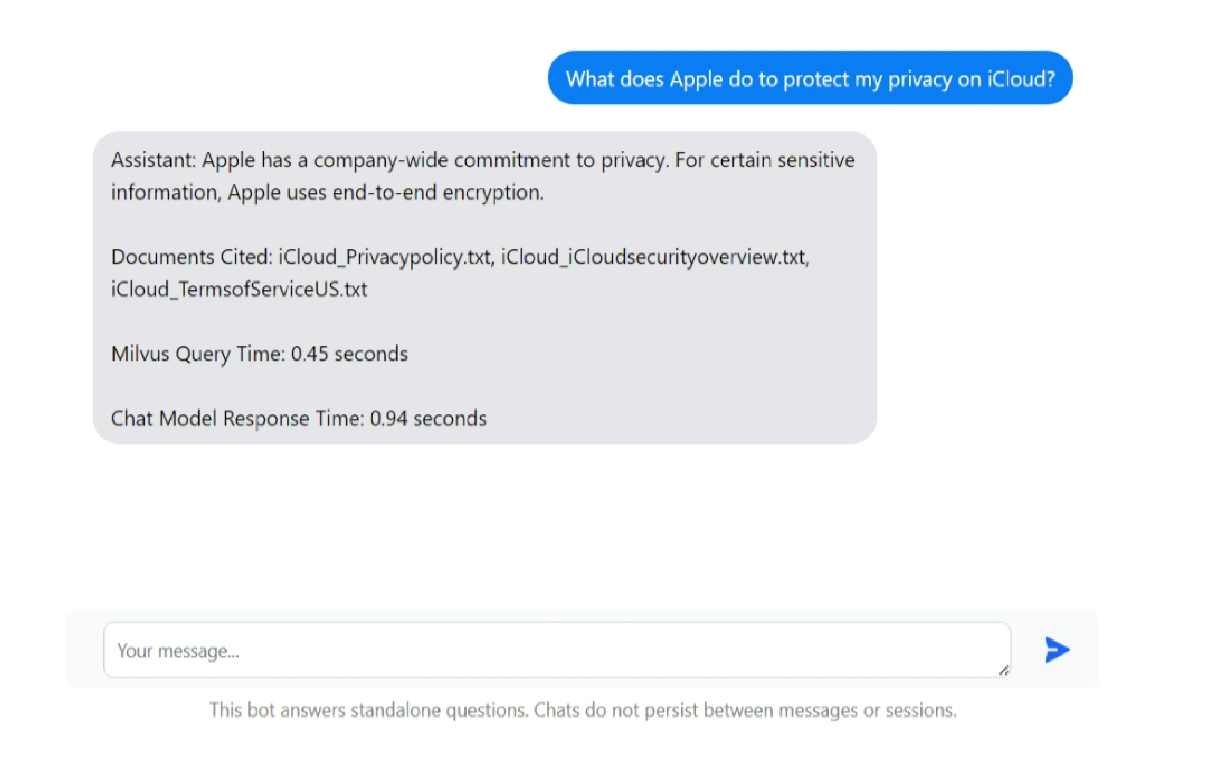 What does Apple do to protect my privacy on iCloud?
Assistant: Apple has a company-wide commitment to privacy. For certain sensitive
information, Apple uses end-to-end encryption.
Documents Cited: iCloud_Privacypolicy.txt, iCloud_iCloudsecurityoverview.txt,
iCloud_TermsofServiceUS.txt
Milvus Query Time: 0.45 seconds
Chat Model Response Time: 0.94 seconds
Your message...
This bot answers standalone questions. Chats do not persist between messages or sessions.